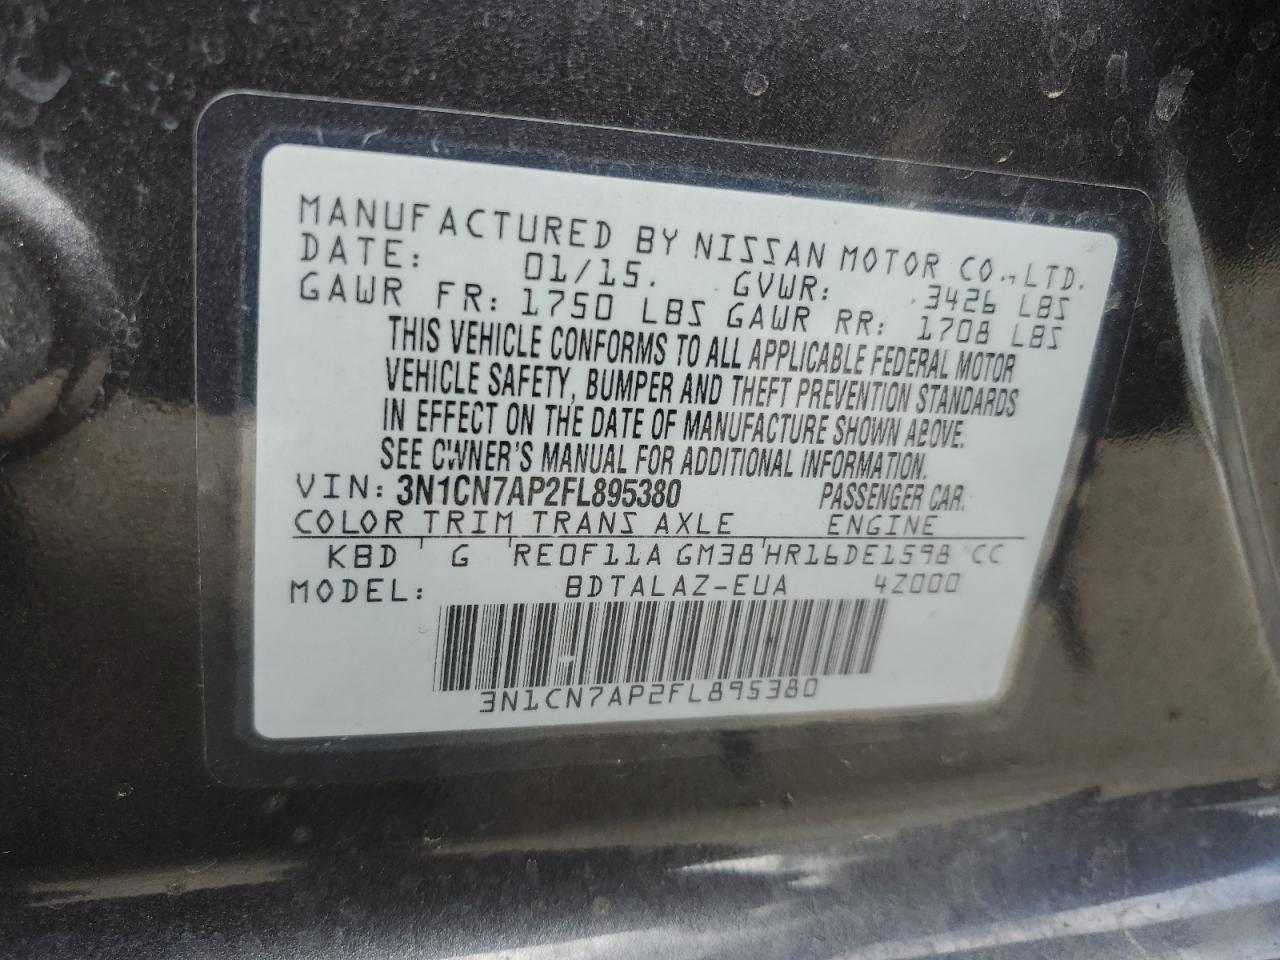 MANUFACTURED BY NISSAN MOTOR CO., LTD.
DATE: 01/15. GVWR: 3426 LBS
GAWR FR: 1750 LBS GAWR RR: 1708 LBS
THIS VEHICLE CONFORMS TO ALL APPLICABLE FEDERAL MOTOR
VEHICLE SAFETY, BUMPER AND THEFT PREVENTION STANDARDS
IN EFFECT ON THE DATE OF MANUFACTURE SHOWN ABOVE.
SEE OWNER'S MANUAL FOR ADDITIONAL INFORMATION.
VIN: 3N1CN7AP2FL895380 PASSENGER CAR.
COLOR TRIM TRANS AXLE ENGINE
KBD G RE0F11A GM38 HR16DE1598 CC
MODEL: BDTALAZ-EUA 4Z000
3N1CN7AP2FL895380